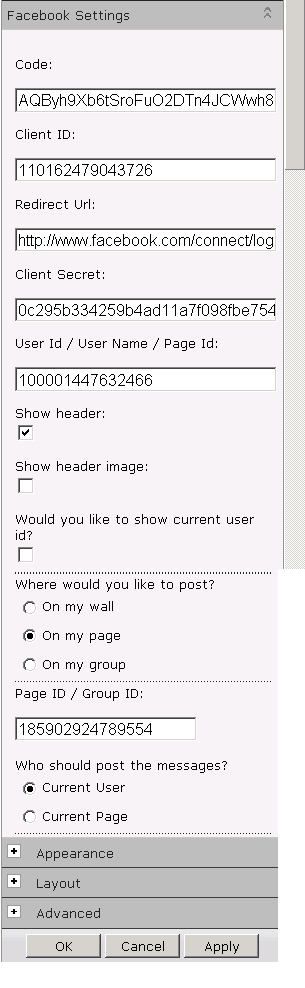 Facebook Settings
Code:
AQByh9Xb6tSroFuO2DTn4JCWwh8
Client ID:
110162479043726
Redirect Url:
http://www.facebook.com/connect/log
Client Secret:
0c295b334259b4ad11a7f098fbe754
User Id / User Name / Page Id:
100001447632466
Show header:
Show header image:
Would you like to show current user
id?
Where would you like to post?
On my wall
On my page
On my group
Page ID / Group ID:
185902924789554
Who should post the messages?
Current User
Current Page
Appearance
Layout
Advanced
OK Cancel Apply